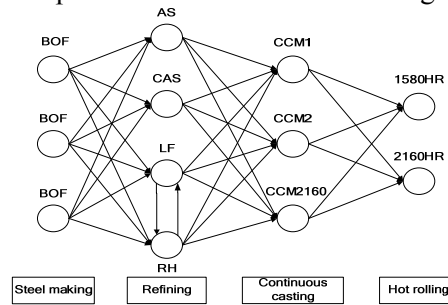 AS
BOF
CCM1
CAS
1580HR
BOF
CCM2
LF
2160HR
BOF
CCM2160
RH
Steel making
Refining
Continuous
casting
Hot rolling